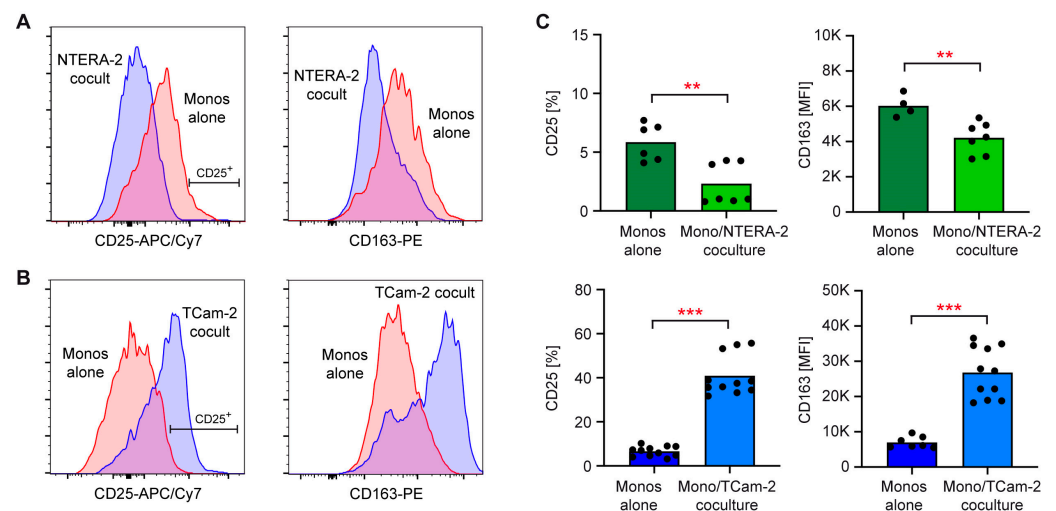 A
NTERA-2
cocult
Monos
alone
CD25+
CD25-APC/Cy7
NTERA-2
cocult
Monos
alone
CD163-PE
B
Monos
alone
TCam-2
cocult
CD25+
CD25-APC/Cy7
TCam-2 cocult
Monos
alone
CD163-PE
C
CD25 [%]
15
10
5
0
**
Monos
alone
Mono/NTERA-2
coculture
CD163 [MFI]
10K
8K
6K
4K
2K
0
**
Monos
alone
Mono/NTERA-2
coculture
CD25 [%]
80
60
40
20
0
***
Monos
alone
Mono/TCam-2
coculture
CD163 [MFI]
50K
40K
30K
20K
10K
0
***
Monos
alone
Mono/TCam-2
coculture